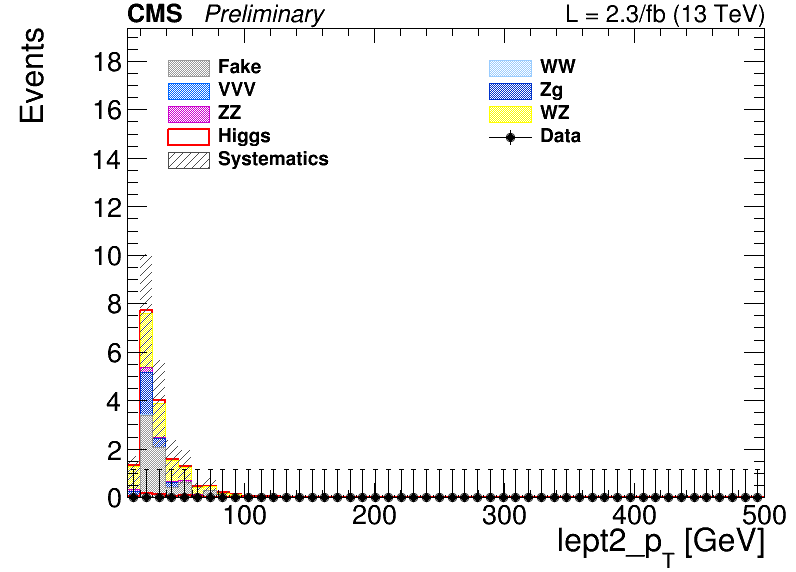 CMS Preliminary L = 2.3/fb (13 TeV)
Events
Fake WW
VVV Zg
ZZ WZ
Higgs Data
Systematics
18
16
14
12
10
8
6
4
2
0
100 200 300 400 500
lept2_p_T [GeV]